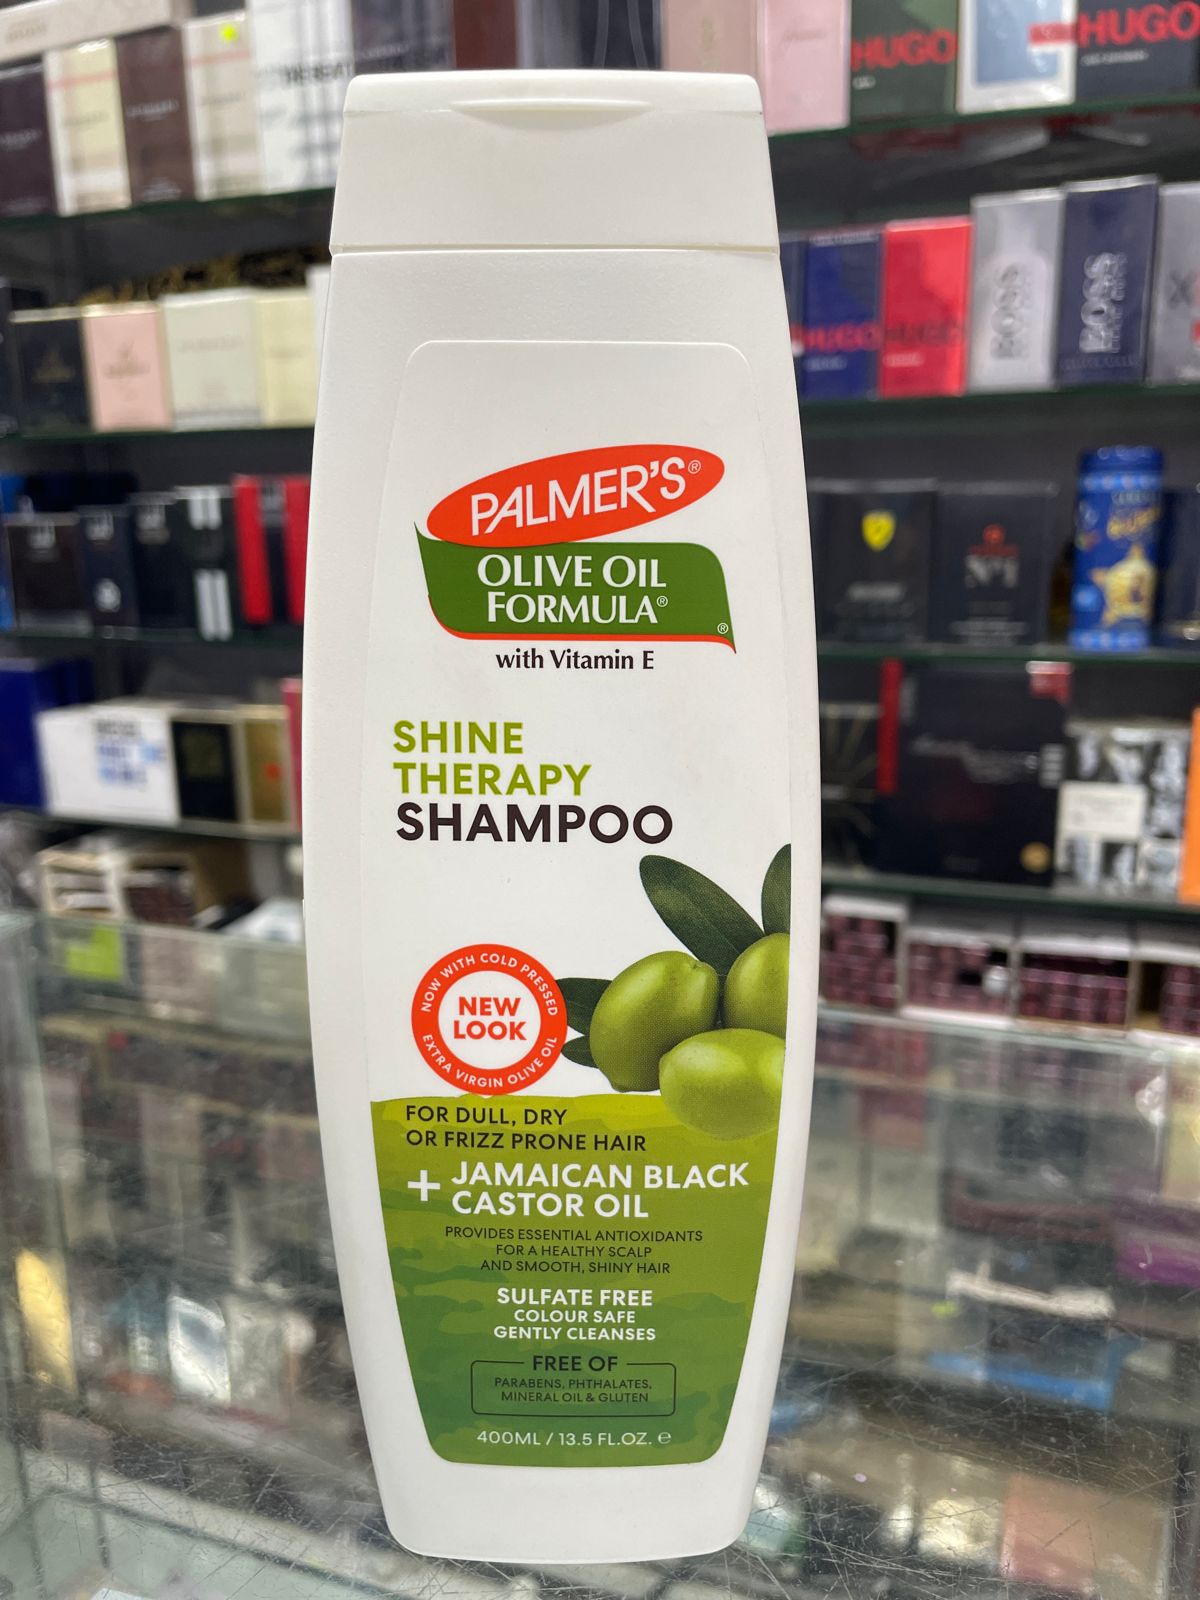 PALMER'S®
OLIVE OIL
FORMULA®
®
with Vitamin E
SHINE
THERAPY
SHAMPOO
NOW WITH COLD PRESSED
NEW
LOOK
EXTRA VIRGIN OLIVE OIL
FOR DULL, DRY
OR FRIZZ PRONE HAIR
+ JAMAICAN BLACK
CASTOR OIL
PROVIDES ESSENTIAL ANTIOXIDANTS
FOR A HEALTHY SCALP
AND SMOOTH, SHINY HAIR
SULFATE FREE
COLOUR SAFE
GENTLY CLEANSES
FREE OF
PARABENS, PHTHALATES,
MINERAL OIL & GLUTEN
400ML / 13.5 FL.OZ. ℮
HUGO
HUGO
HUGO
HUGO
BOSS
BOSS